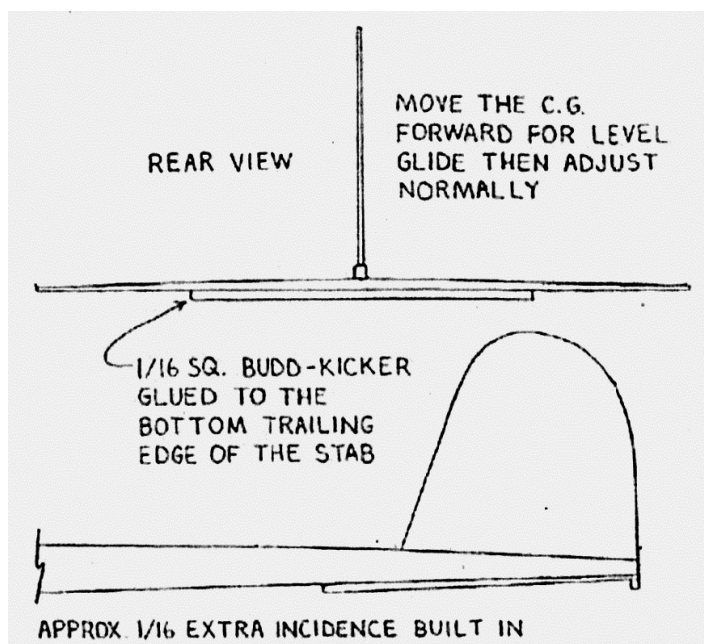 REAR VIEW
MOVE THE C.G.
FORWARD FOR LEVEL
GLIDE THEN ADJUST
NORMALLY
1/16 SQ. BUDD-KICKER
GLUED TO THE
BOTTOM TRAILING
EDGE OF THE STAB
APPROX. 1/16 EXTRA INCIDENCE BUILT IN